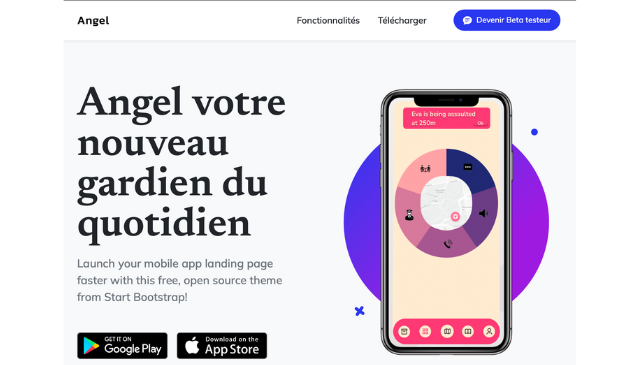 Angel
Fonctionnalités
Télécharger
Devenir Beta testeur
Angel votre
nouveau
gardien du
quotidien
Launch your mobile app landing page
faster with this free, open source theme
from Start Bootstrap!
GET IT ON
Google Play
Download on the
App Store
Eva is being assaulted
at 250m
Ok